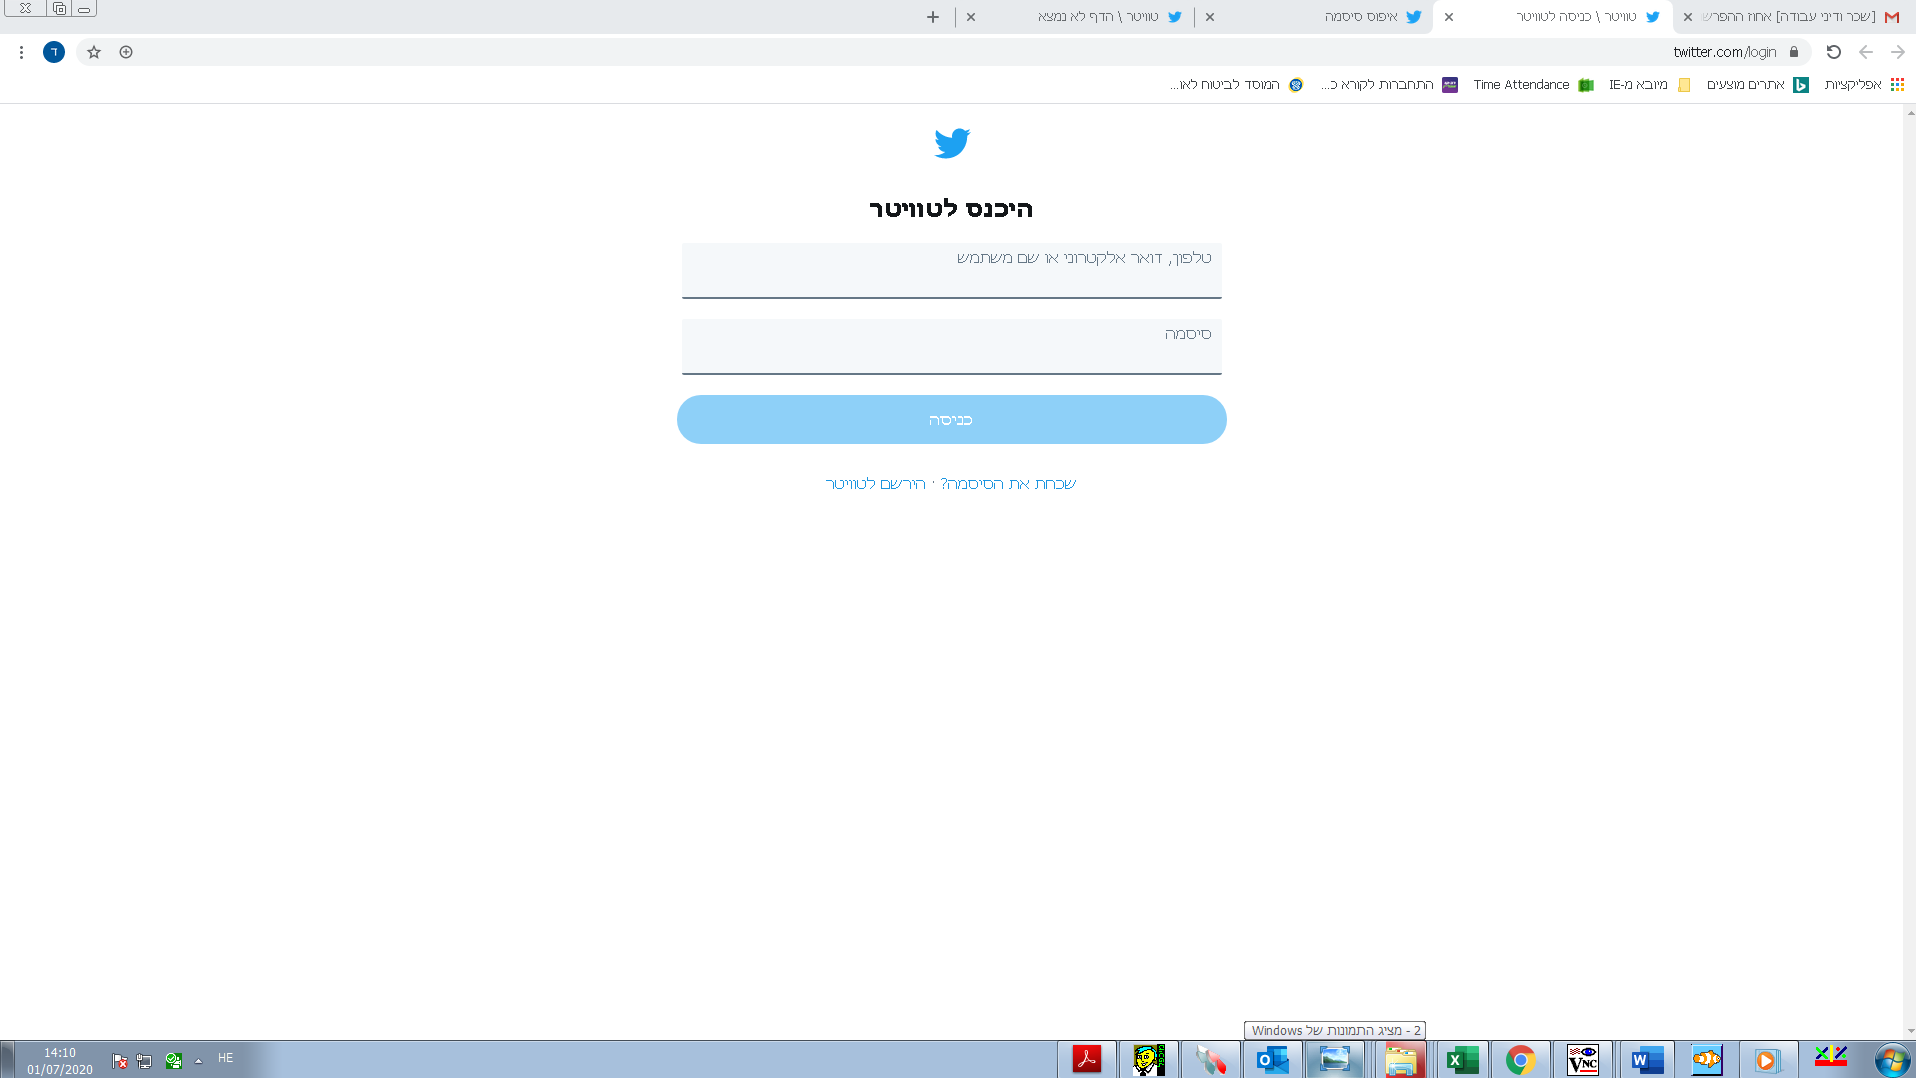 [שכר ודיני עבודה] אחוז ההפרש
טוויטר \ כניסה לטוויטר
איפוס סיסמה
טוויטר \ הדף לא נמצא
twitter.com/login
ד
אפליקציות
אתרים מוצעים
מיובא מ-IE
Time Attendance
התחברות לקורא כ...
המוסד לביטוח לאו...
היכנס לטוויטר
טלפון, דואר אלקטרוני או שם משתמש
סיסמה
כניסה
שכחת את הסיסמה? · הירשם לטוויטר
2 - מציג התמונות של Windows
HE
14:10
01/07/2020